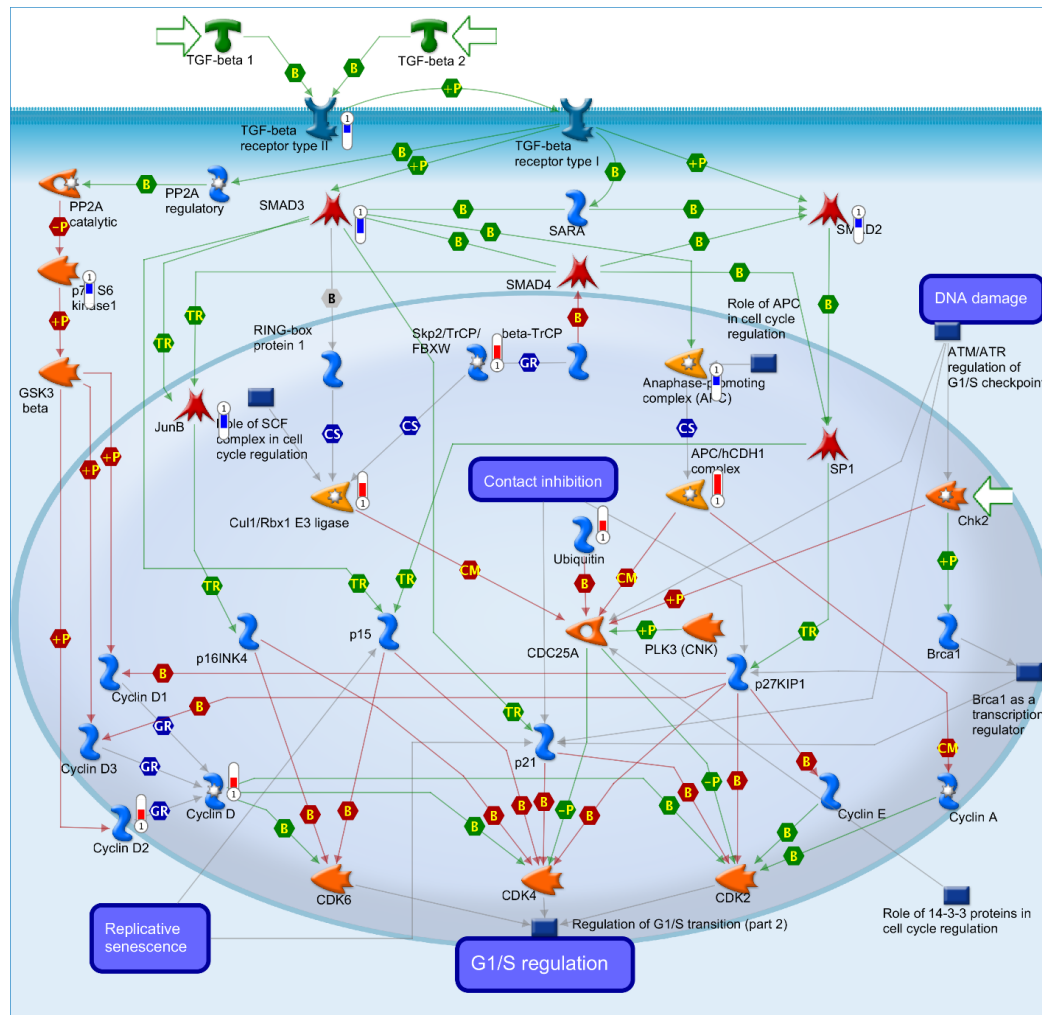 TGF-beta 1
TGF-beta 2
B
B
+P
TGF-beta
receptor type II
1
TGF-beta
receptor type I
B
+P
B
+P
B
PP2A
catalytic
PP2A
regulatory
SMAD3
1
B
B
B
B
B
SARA
SMAD2
1
-P
p70 S6
kinase1
1
SMAD4
B
B
DNA damage
+P
TR
TR
B
RING-box
protein 1
Skp2/TrCP/
FBXW
1
beta-TrCP
GR
B
Role of APC
in cell cycle
regulation
ATM/ATR
regulation of
G1/S checkpoint
GSK3
beta
Anaphase-promoting
complex (APC)
1
JunB
1
Role of SCF
complex in cell
cycle regulation
CS
CS
CS
APC/hCDH1
complex
1
SP1
+P
+P
Contact inhibition
Cul1/Rbx1 E3 ligase
1
Chk2
Ubiquitin
1
CM
CM
B
+P
+P
TR
TR
TR
p15
CDC25A
+P
PLK3 (CNK)
TR
Brca1
+P
p16INK4
p27KIP1
Cyclin D1
B
B
Brca1 as a
transcription
regulator
GR
TR
p21
CM
Cyclin D3
GR
B
B
-P
B
Cyclin D2
1
GR
Cyclin D
1
Cyclin E
Cyclin A
B
B
B
B
B
B
B
-P
B
B
B
B
CDK6
CDK4
CDK2
Replicative
senescence
Regulation of G1/S transition (part 2)
Role of 14-3-3 proteins in
cell cycle regulation
G1/S regulation